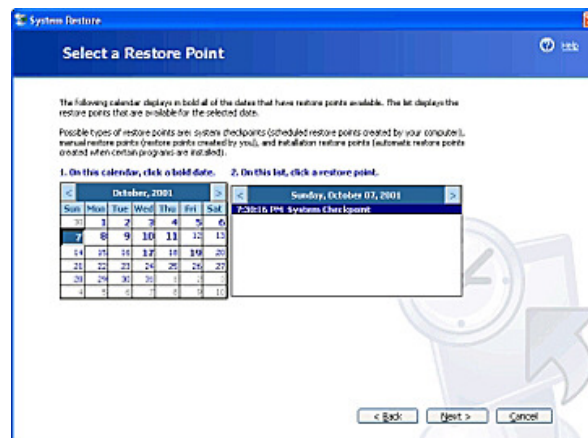 System Restore
Select a Restore Point
Help
The following calendar displays in bold all of the dates that have restore points available. The list displays the
restore points that are available for the selected date.
Possible types of restore points are: system checkpoints (scheduled restore points created by your computer),
manual restore points (restore points created by you), and installation restore points (automatic restore points
created when certain programs are installed).
1. On this calendar, click a bold date. 2. On this list, click a restore point.
< October, 2001 > < Sunday, October 07, 2001 >
Sun Mon Tue Wed Thu Fri Sat 7:30:16 PM System Checkpoint
30 1 2 3 4 5 6
7 8 9 10 11 12 13
14 15 16 17 18 19 20
21 22 23 24 25 26 27
28 29 30 31 1 2 3
4 5 6 7 8 9 10
< Back Next > Cancel